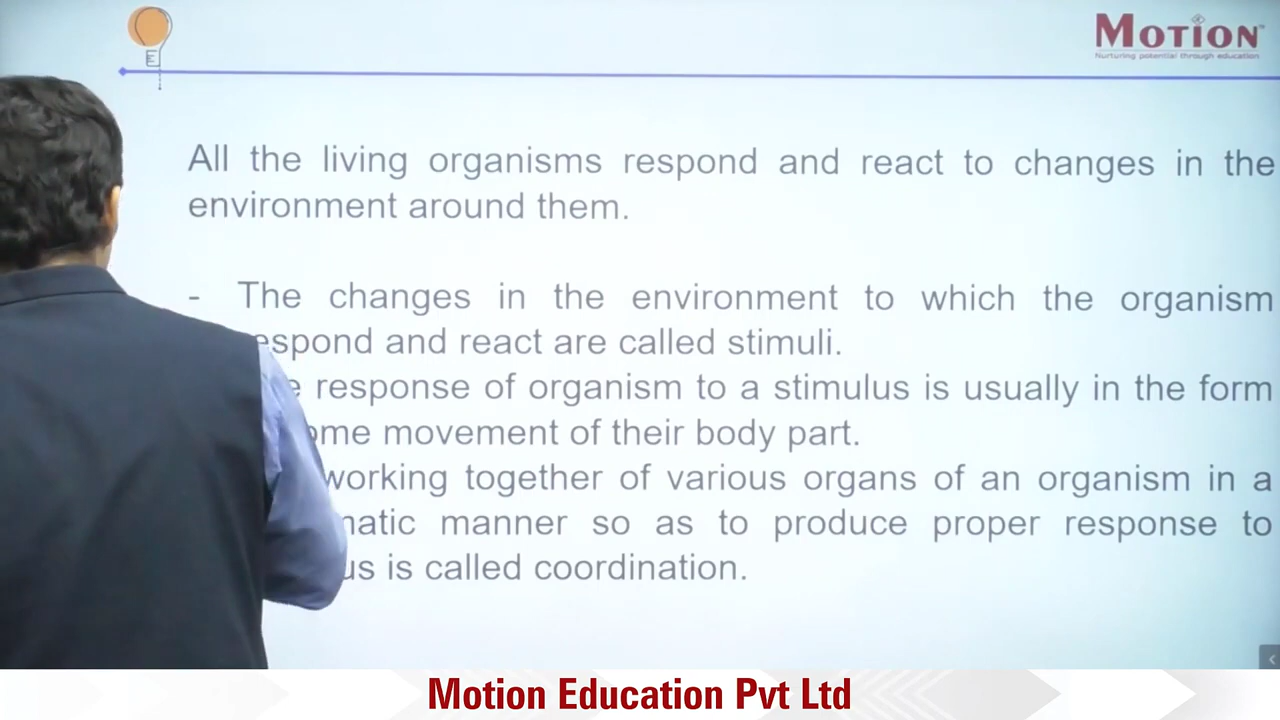 MOTION
Nurturing potential through education
All the living organisms respond and react to changes in the
environment around them.
- The changes in the environment to which the organism
espond and react are called stimuli.
response of organism to a stimulus is usually in the form
ome movement of their body part.
working together of various organs of an organism in a
matic manner so as to produce proper response to
us is called coordination.
Motion Education Pvt Ltd